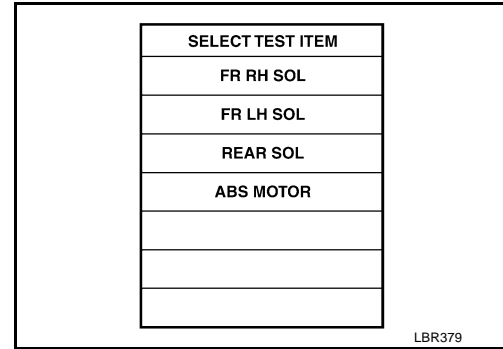 SELECT TEST ITEM
FR RH SOL
FR LH SOL
REAR SOL
ABS MOTOR
LBR379